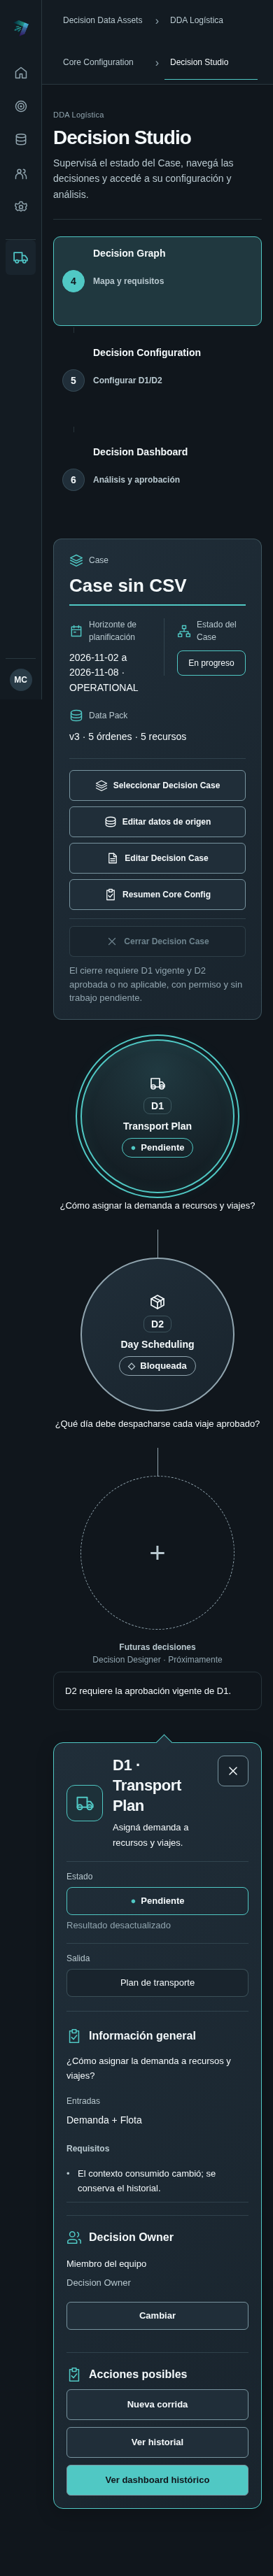 Decision Data Assets › DDA Logística
Core Configuration › Decision Studio
DDA Logística
Decision Studio
Supervisá el estado del Case, navegá las
decisiones y accedé a su configuración y
análisis.
Decision Graph
4 Mapa y requisitos
Decision Configuration
5 Configurar D1/D2
Decision Dashboard
6 Análisis y aprobación
MC
Case
Case sin CSV
Horizonte de
planificación
2026-11-02 a
2026-11-08 ·
OPERATIONAL
Estado del
Case
En progreso
Data Pack
v3 · 5 órdenes · 5 recursos
Seleccionar Decision Case
Editar datos de origen
Editar Decision Case
Resumen Core Config
Cerrar Decision Case
El cierre requiere D1 vigente y D2
aprobada o no aplicable, con permiso y sin
trabajo pendiente.
D1
Transport Plan
Pendiente
¿Cómo asignar la demanda a recursos y viajes?
D2
Day Scheduling
Bloqueada
¿Qué día debe despacharse cada viaje aprobado?
Futuras decisiones
Decision Designer · Próximamente
D2 requiere la aprobación vigente de D1.
D1 ·
Transport
Plan
Asigná demanda a
recursos y viajes.
Estado
Pendiente
Resultado desactualizado
Salida
Plan de transporte
Información general
¿Cómo asignar la demanda a recursos y
viajes?
Entradas
Demanda + Flota
Requisitos
• El contexto consumido cambió; se
conserva el historial.
Decision Owner
Miembro del equipo
Decision Owner
Cambiar
Acciones posibles
Nueva corrida
Ver historial
Ver dashboard histórico